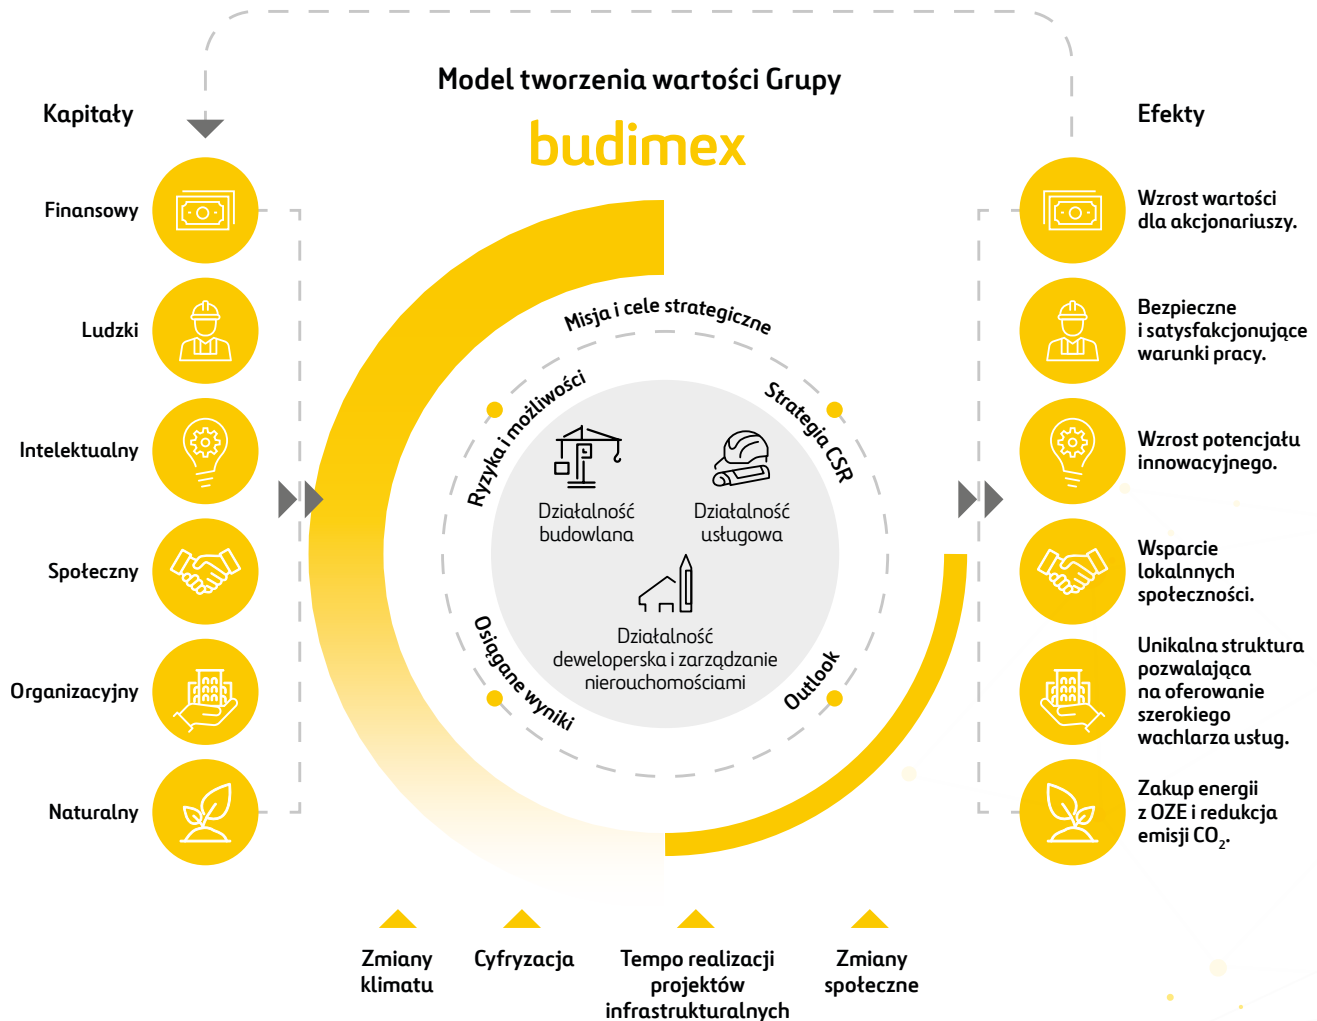 Model tworzenia wartości Grupy
budimex
Kapitały
Finansowy
Ludzki
Intelektualny
Społeczny
Organizacyjny
Naturalny
Misja i cele strategiczne
Ryzyka i możliwości
Strategia CSR
Osiągane wyniki
Outlook
Działalność
budowlana
Działalność
usługowa
Działalność
deweloperska i zarządzanie
nierouchomościami
Efekty
Wzrost wartości
dla akcjonariuszy.
Bezpieczne
i satysfakcjonujące
warunki pracy.
Wzrost potencjału
innowacyjnego.
Wsparcie
lokalnnych
społeczności.
Unikalna struktura
pozwalająca
na oferowanie
szerokiego
wachlarza usług.
Zakup energii
z OZE i redukcja
emisji CO₂.
Zmiany
klimatu
Cyfryzacja
Tempo realizacji
projektów
infrastrukturalnych
Zmiany
społeczne